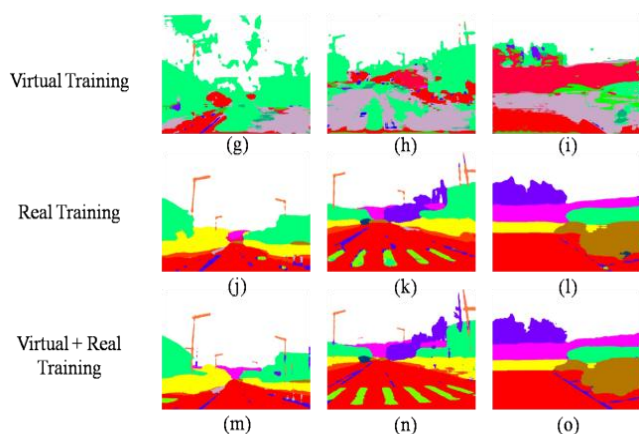 Virtual Training
(g) (h) (i)
Real Training
(j) (k) (l)
Virtual + Real
Training
(m) (n) (o)